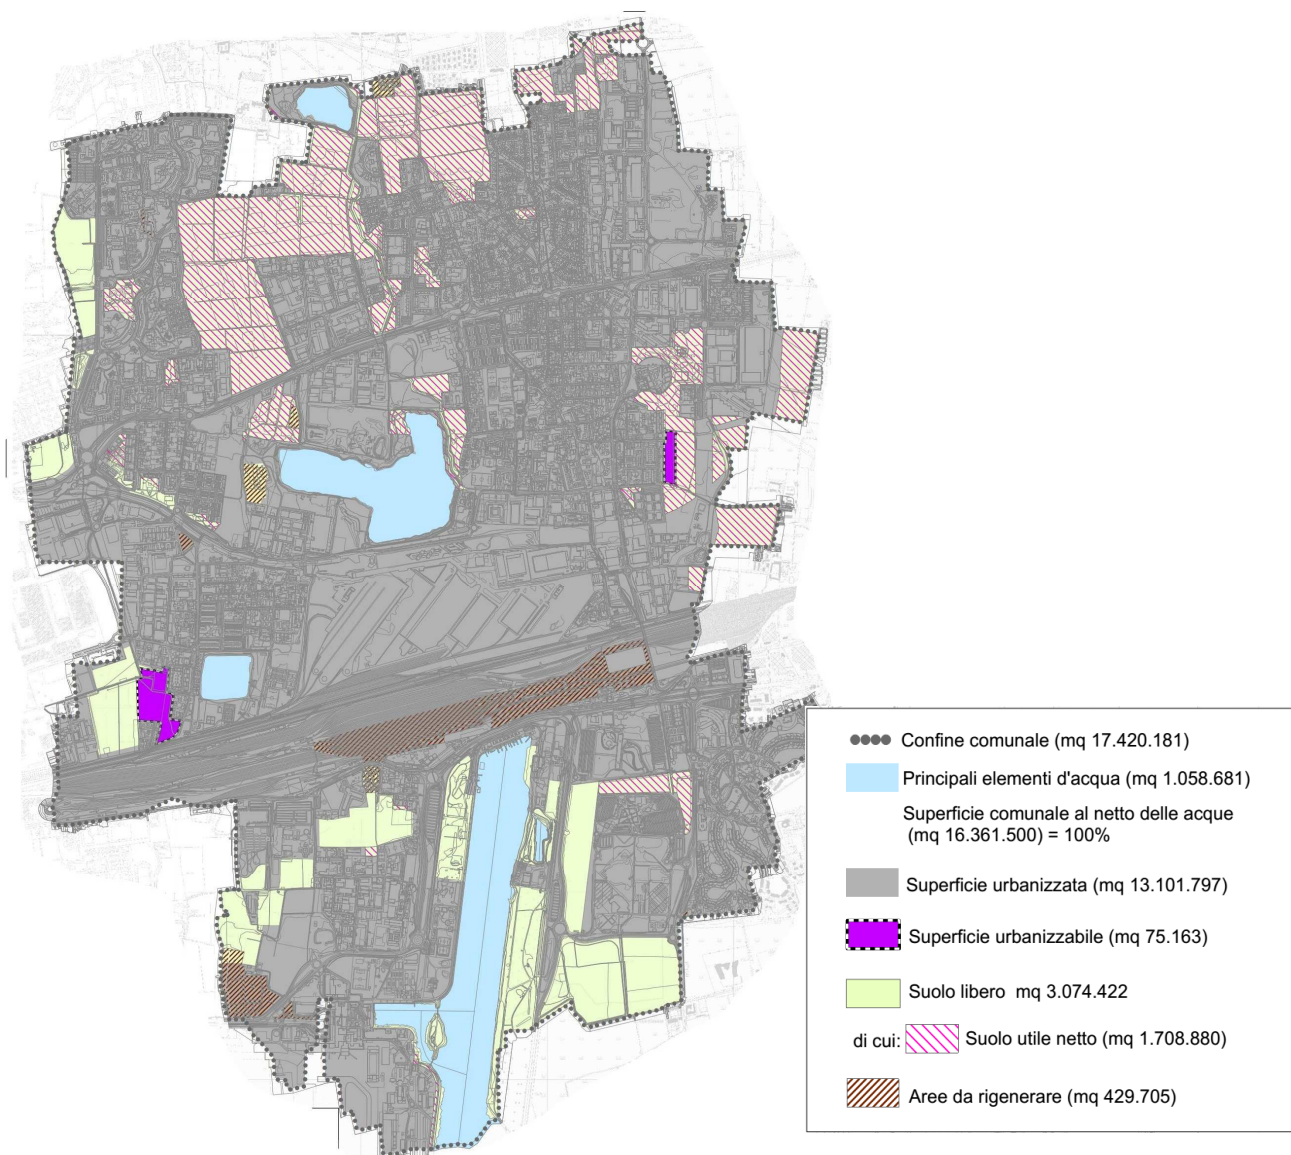 Confine comunale (mq 17.420.181)
Principali elementi d'acqua (mq 1.058.681)
Superficie comunale al netto delle acque
(mq 16.361.500) = 100%
Superficie urbanizzata (mq 13.101.797)
Superficie urbanizzabile (mq 75.163)
Suolo libero mq 3.074.422
di cui: Suolo utile netto (mq 1.708.880)
Aree da rigenerare (mq 429.705)